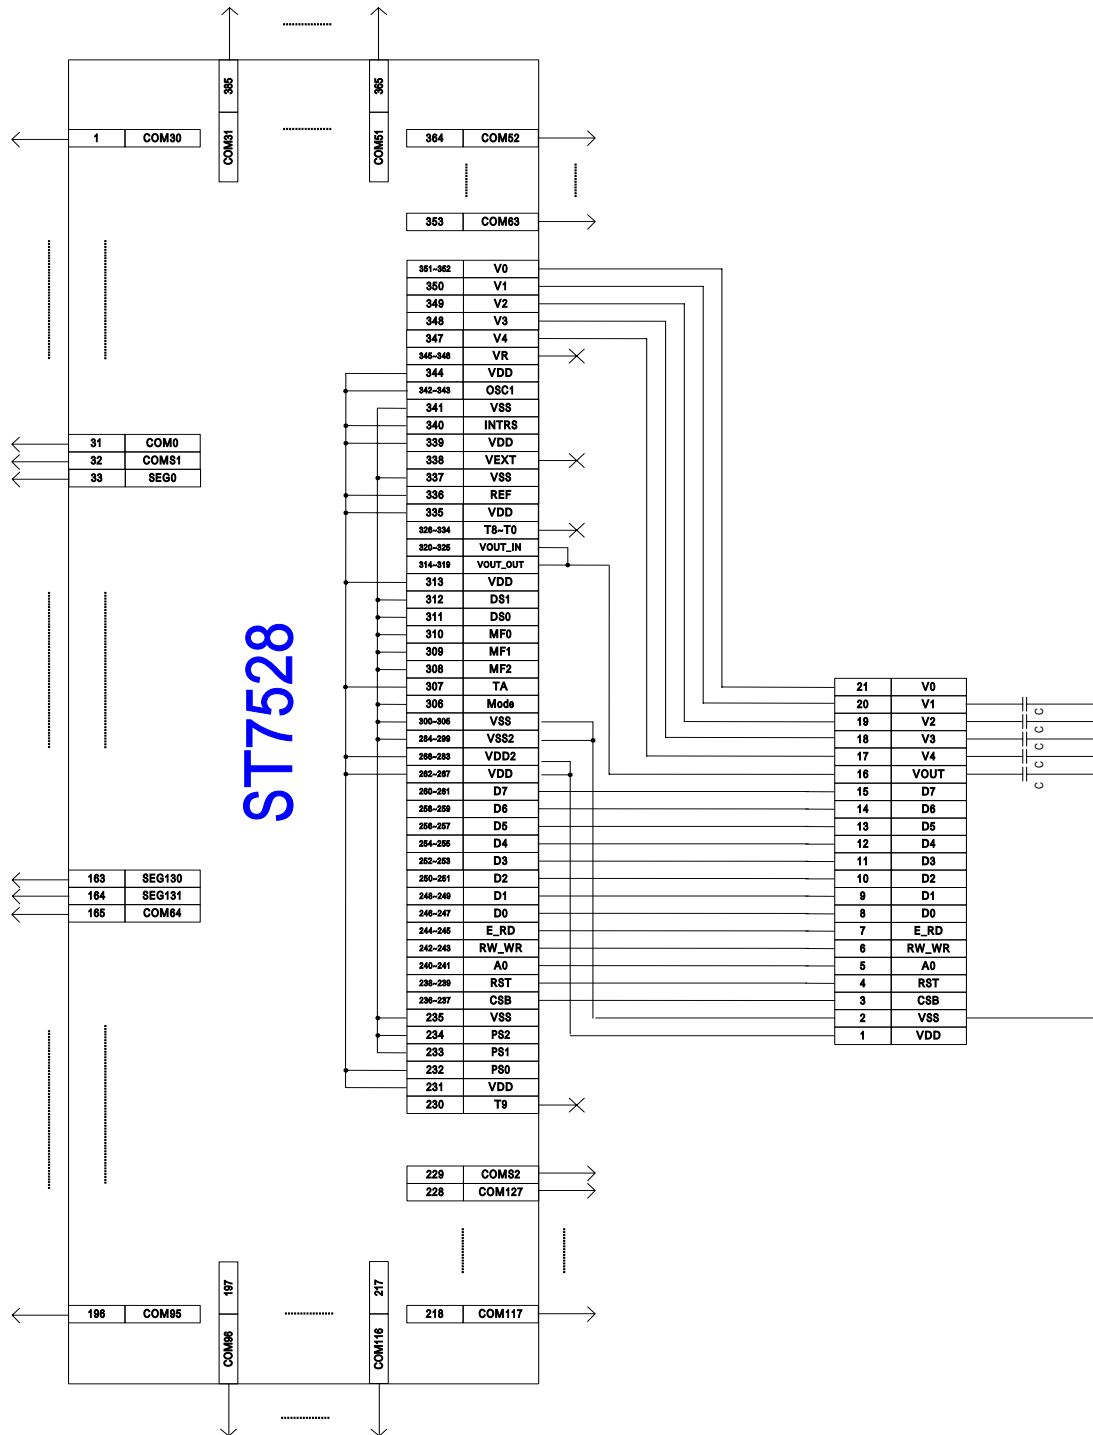 385
COM31
365
COM51
1 COM30
364 COM52
353 COM63
351~352 V0
350 V1
349 V2
348 V3
347 V4
345~346 VR
344 VDD
342~343 OSC1
341 VSS
340 INTRS
339 VDD
338 VEXT
337 VSS
336 REF
335 VDD
326~334 T8~T0
320~325 VOUT_IN
314~319 VOUT_OUT
313 VDD
312 DS1
311 DS0
310 MF0
309 MF1
308 MF2
307 TA
306 Mode
300~305 VSS
284~299 VSS2
268~283 VDD2
262~267 VDD
260~261 D7
258~259 D6
256~257 D5
254~255 D4
252~253 D3
250~251 D2
248~249 D1
246~247 D0
244~245 E_RD
242~243 RW_WR
240~241 A0
238~239 RST
236~237 CSB
235 VSS
234 PS2
233 PS1
232 PS0
231 VDD
230 T9
31 COM0
32 COMS1
33 SEG0
ST7528
163 SEG130
164 SEG131
165 COM64
21 V0
20 V1
C
19 V2
C
18 V3
C
17 V4
C
16 VOUT
C
15 D7
14 D6
13 D5
12 D4
11 D3
10 D2
9 D1
8 D0
7 E_RD
6 RW_WR
5 A0
4 RST
3 CSB
2 VSS
1 VDD
229 COMS2
228 COM127
197
COM96
217
COM116
196 COM95
218 COM117